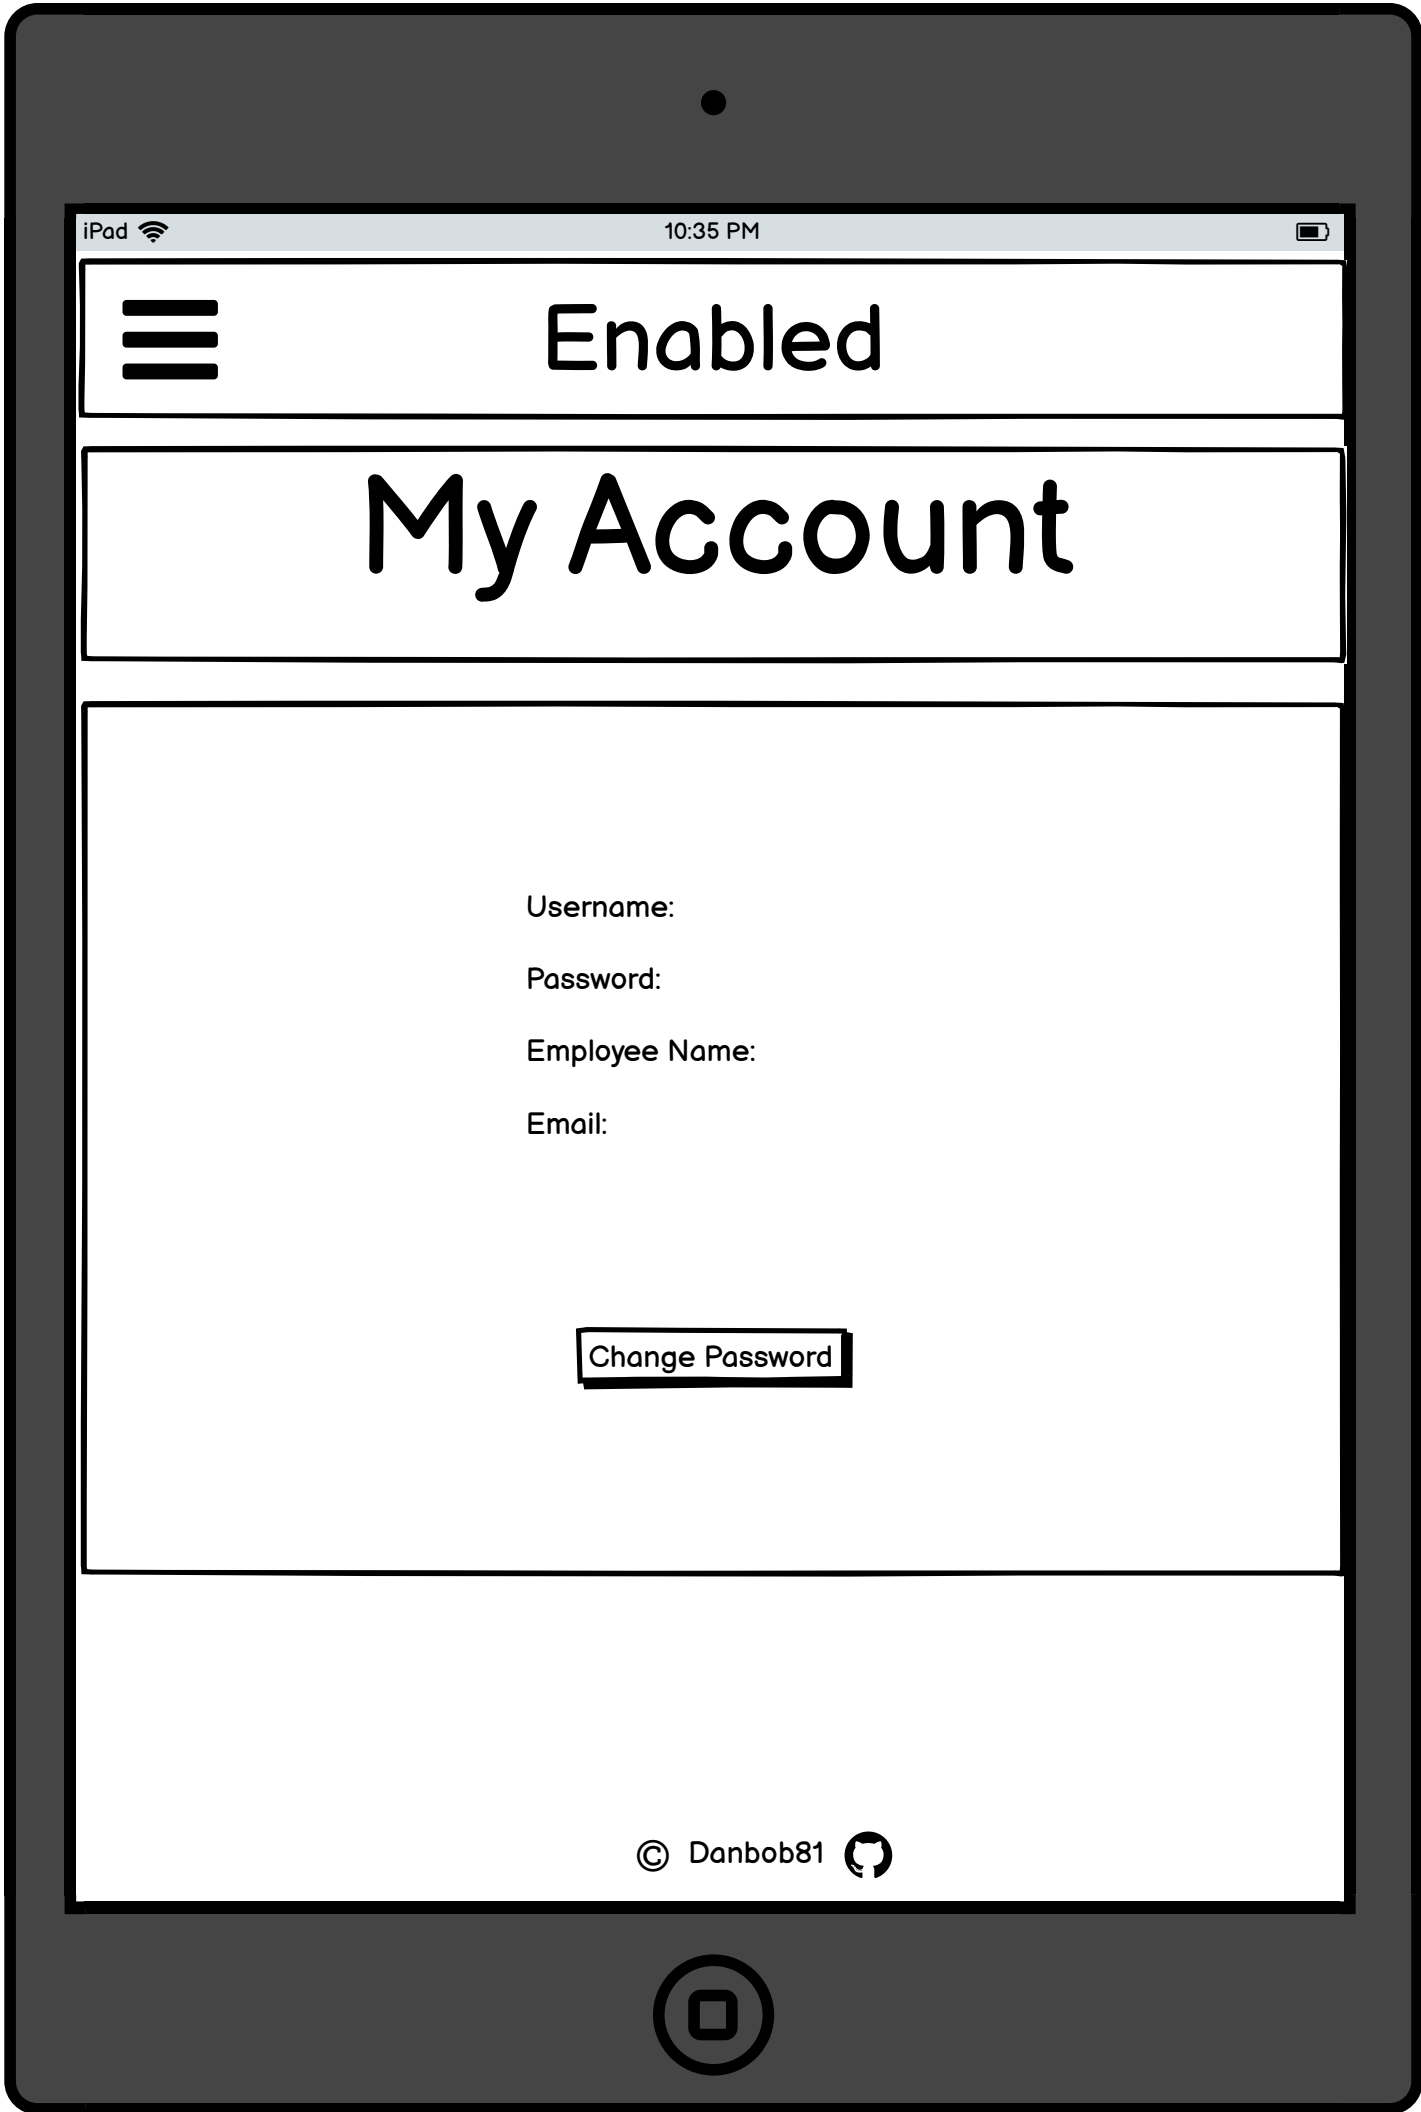 iPad 10:35 PM
Enabled
My Account
Username:
Password:
Employee Name:
Email:
Change Password
© Danbob81